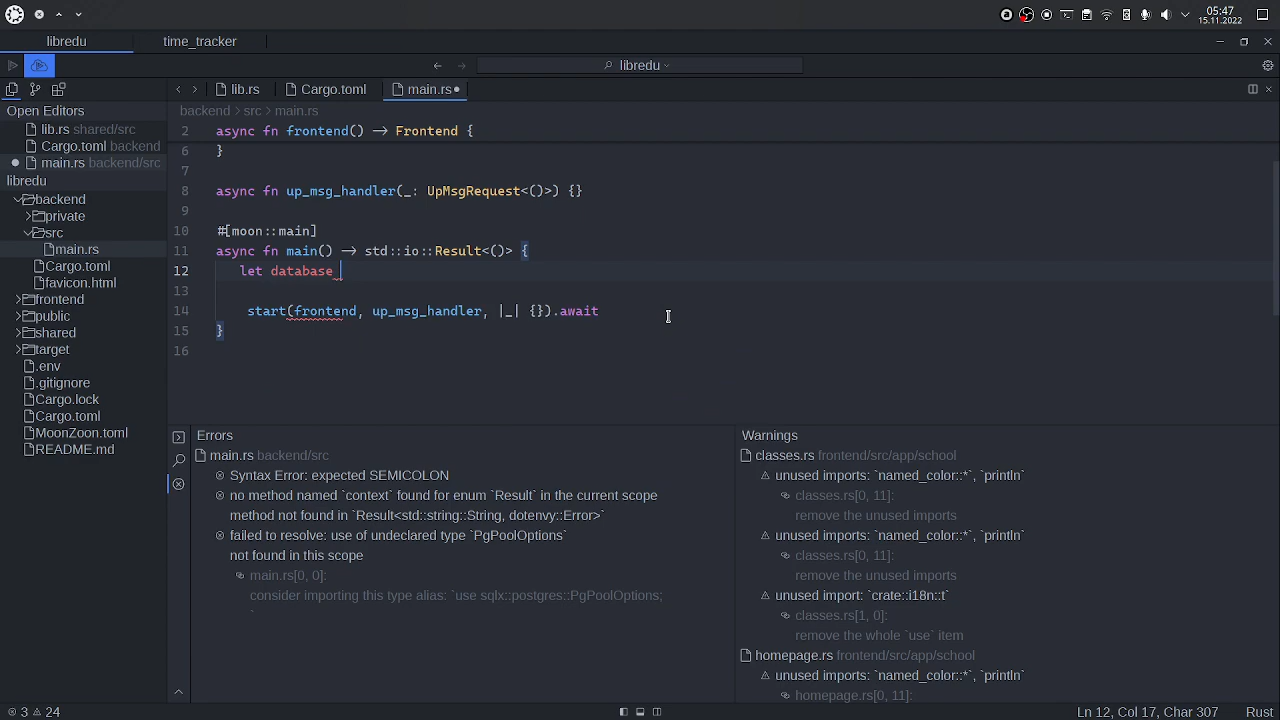 05:47
15.11.2022
libredu
time_tracker
libredu
lib.rs
Cargo.toml
main.rs
Open Editors
lib.rs shared/src
Cargo.toml backend
main.rs backend/src
libredu
backend
private
src
main.rs
Cargo.toml
favicon.html
frontend
public
shared
target
.env
.gitignore
Cargo.lock
Cargo.toml
MoonZoon.toml
README.md
backend > src > main.rs
2 async fn frontend() -> Frontend {
6 }
7
8 async fn up_msg_handler(_: UpMsgRequest<()>) {}
9
10 #[moon::main]
11 async fn main() -> std::io::Result<()> {
12 let database
13
14 start(frontend, up_msg_handler, |_| {}).await
15 }
16
Errors
main.rs backend/src
Syntax Error: expected SEMICOLON
no method named `context` found for enum `Result` in the current scope
method not found in `Result<std::string::String, dotenvy::Error>`
failed to resolve: use of undeclared type `PgPoolOptions`
not found in this scope
main.rs[0, 0]:
consider importing this type alias: `use sqlx::postgres::PgPoolOptions;
`
Warnings
classes.rs frontend/src/app/school
unused imports: `named_color::*`, `println`
classes.rs[0, 11]:
remove the unused imports
unused imports: `named_color::*`, `println`
classes.rs[0, 11]:
remove the unused imports
unused import: `crate::i18n::t`
classes.rs[1, 0]:
remove the whole `use` item
homepage.rs frontend/src/app/school
unused imports: `named_color::*`, `println`
homepage.rs[0, 11]:
3 24
Ln 12, Col 17, Char 307
Rust